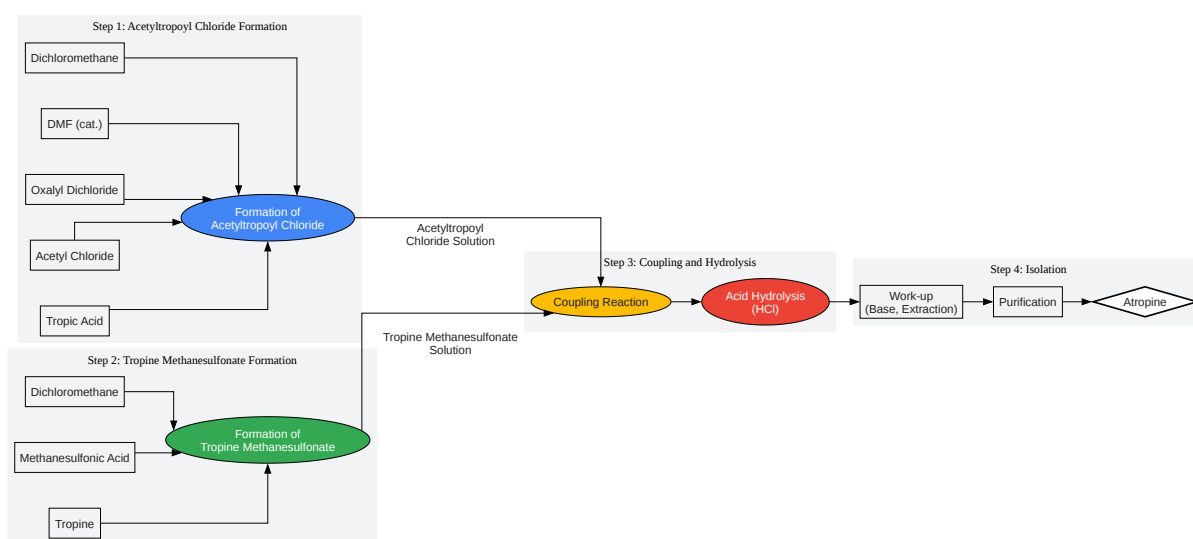 Step 1: Acetyltropoyl Chloride Formation
Dichloromethane
DMF (cat.)
Oxalyl Dichloride
Formation of
Acetyltropoyl Chloride
Acetyl Chloride
Tropic Acid
Acetyltropoyl
Chloride Solution
Step 2: Tropine Methanesulfonate Formation
Dichloromethane
Formation of
Tropine Methanesulfonate
Methanesulfonic Acid
Tropine
Tropine Methanesulfonate
Solution
Step 3: Coupling and Hydrolysis
Coupling Reaction
Acid Hydrolysis
(HCl)
Step 4: Isolation
Work-up
(Base, Extraction)
Purification
Atropine